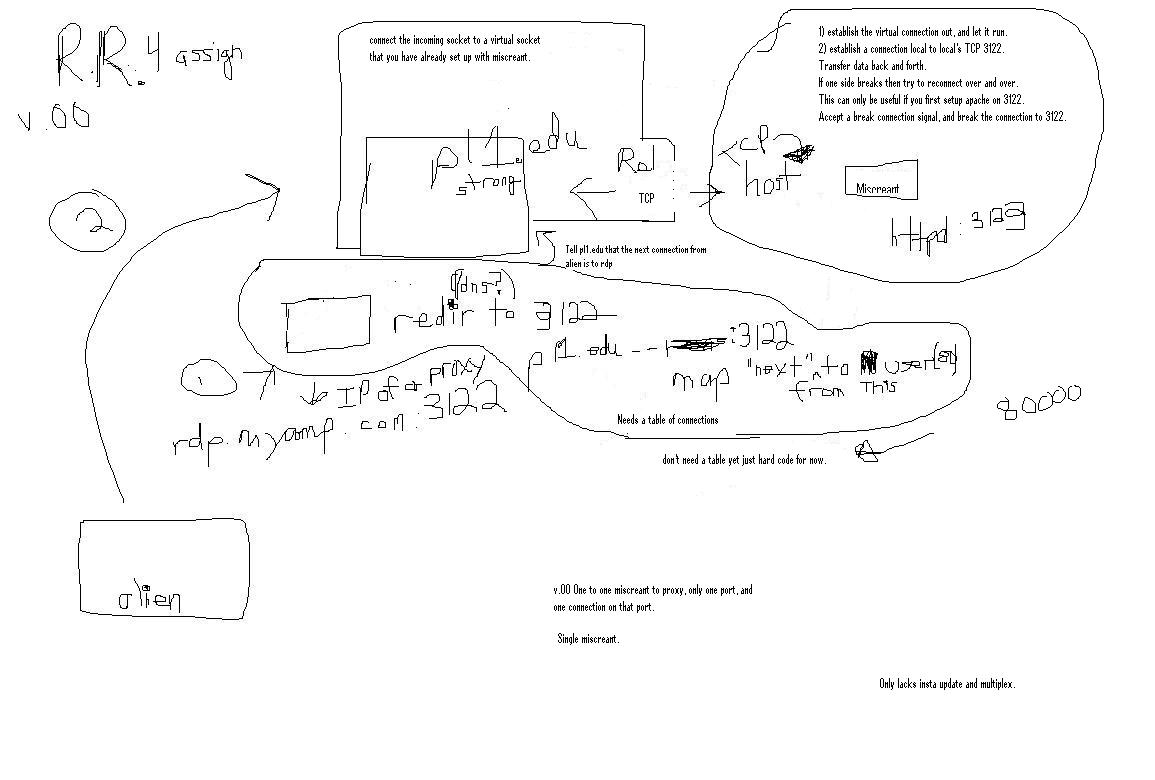 R.R. 4 assign
v.00
connect the incoming socket to a virtual socket
that you have already set up with miscreant.
1) establish the virtual connection out, and let it run.
2) establish a connection local to local's TCP 3122.
Transfer data back and forth.
If one side breaks then try to reconnect over and over.
This can only be useful if you first setup apache on 3122.
Accept a break connection signal, and break the connection to 3122.
pl1.edu
strong
TCP
host
Miscreant
httpd: 3122
2
Tell pl1.edu that the next connection from
alien is to rdp
(dns?)
redir to 3122
pl1.edu -- :3122
map "next" to user
from This
1
IP of a proxy
rdp.myamp.com:3122
Needs a table of connections
80000
don't need a table yet just hard code for now.
alien
v.00 One to one miscreant to proxy, only one port, and
one connection on that port.
Single miscreant.
Only lacks insta update and multiplex.